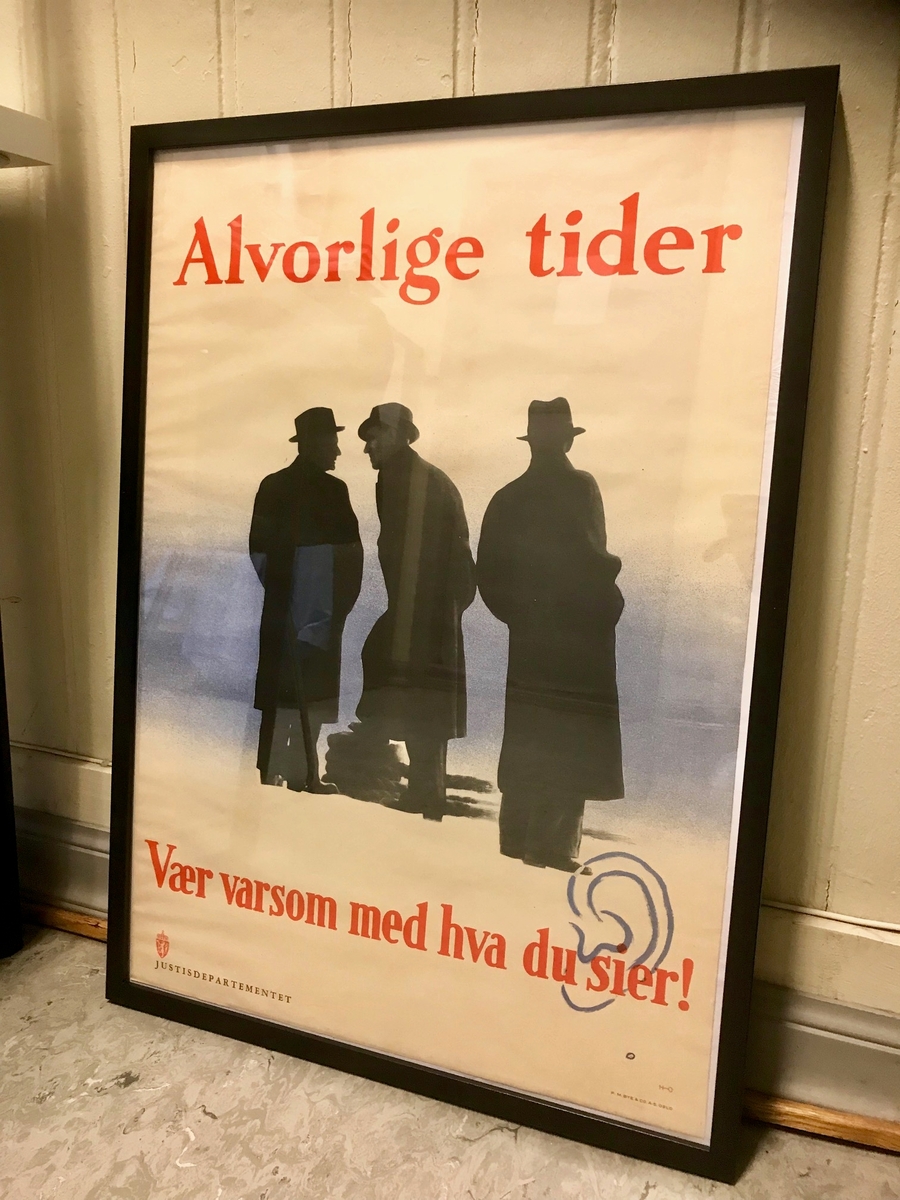 Alvorlige tider
Vær varsom med hva du sier!
JUSTISDEPARTEMENTET